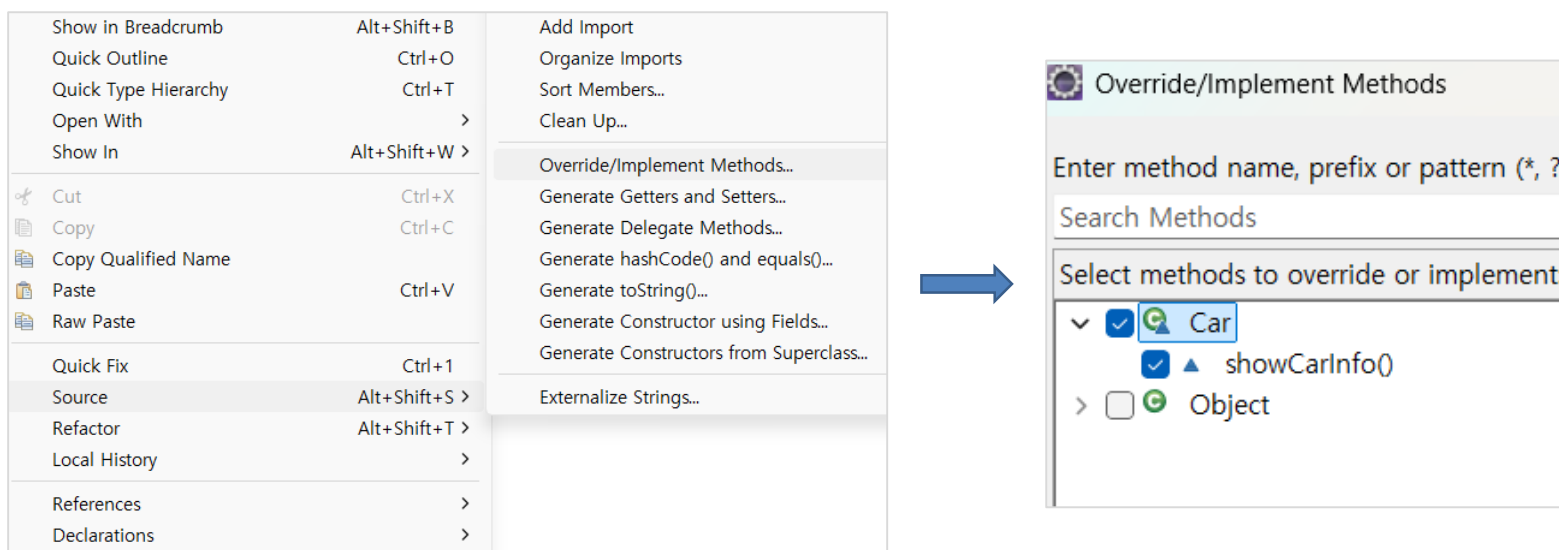 Show in Breadcrumb Alt+Shift+B
Quick Outline Ctrl+O
Quick Type Hierarchy Ctrl+T
Open With >
Show In Alt+Shift+W >
Cut Ctrl+X
Copy Ctrl+C
Copy Qualified Name
Paste Ctrl+V
Raw Paste
Quick Fix Ctrl+1
Source Alt+Shift+S >
Refactor Alt+Shift+T >
Local History >
References >
Declarations >
Add Import
Organize Imports
Sort Members...
Clean Up...
Override/Implement Methods...
Generate Getters and Setters...
Generate Delegate Methods...
Generate hashCode() and equals()...
Generate toString()...
Generate Constructor using Fields...
Generate Constructors from Superclass...
Externalize Strings...
Override/Implement Methods
Enter method name, prefix or pattern (*, ?
Search Methods
Select methods to override or implement
Car
showCarInfo()
Object